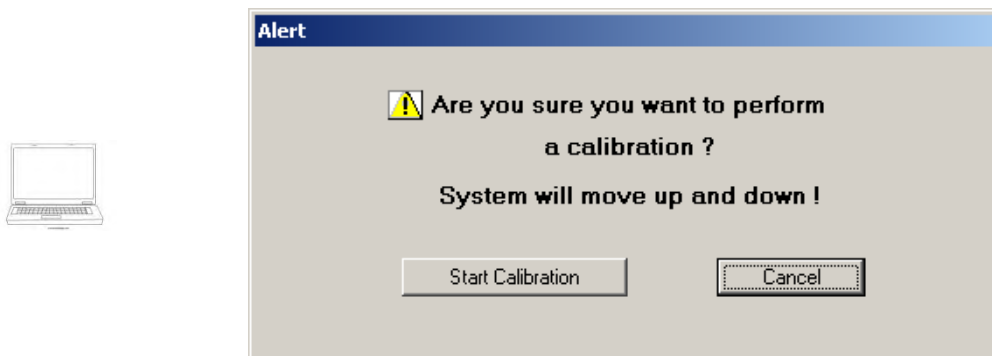 Alert
Are you sure you want to perform
a calibration ?
System will move up and down !
Start Calibration
Cancel